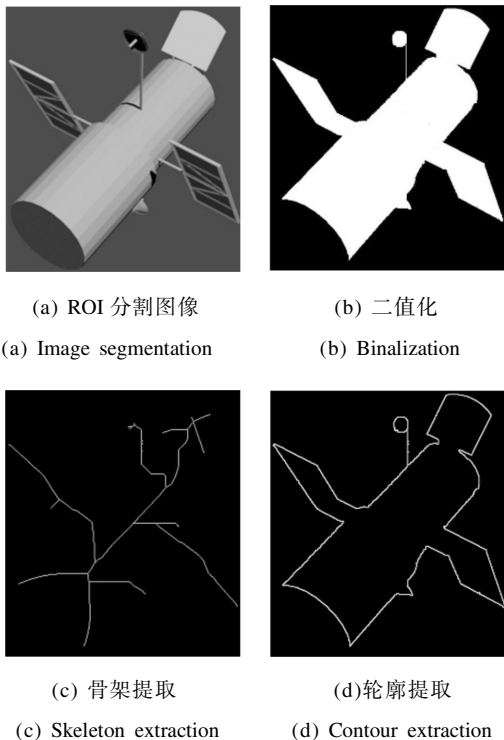 (a) ROI 分割图像
(b) 二值化
(a) Image segmentation
(b) Binalization
(c) 骨架提取
(d)轮廓提取
(c) Skeleton extraction
(d) Contour extraction